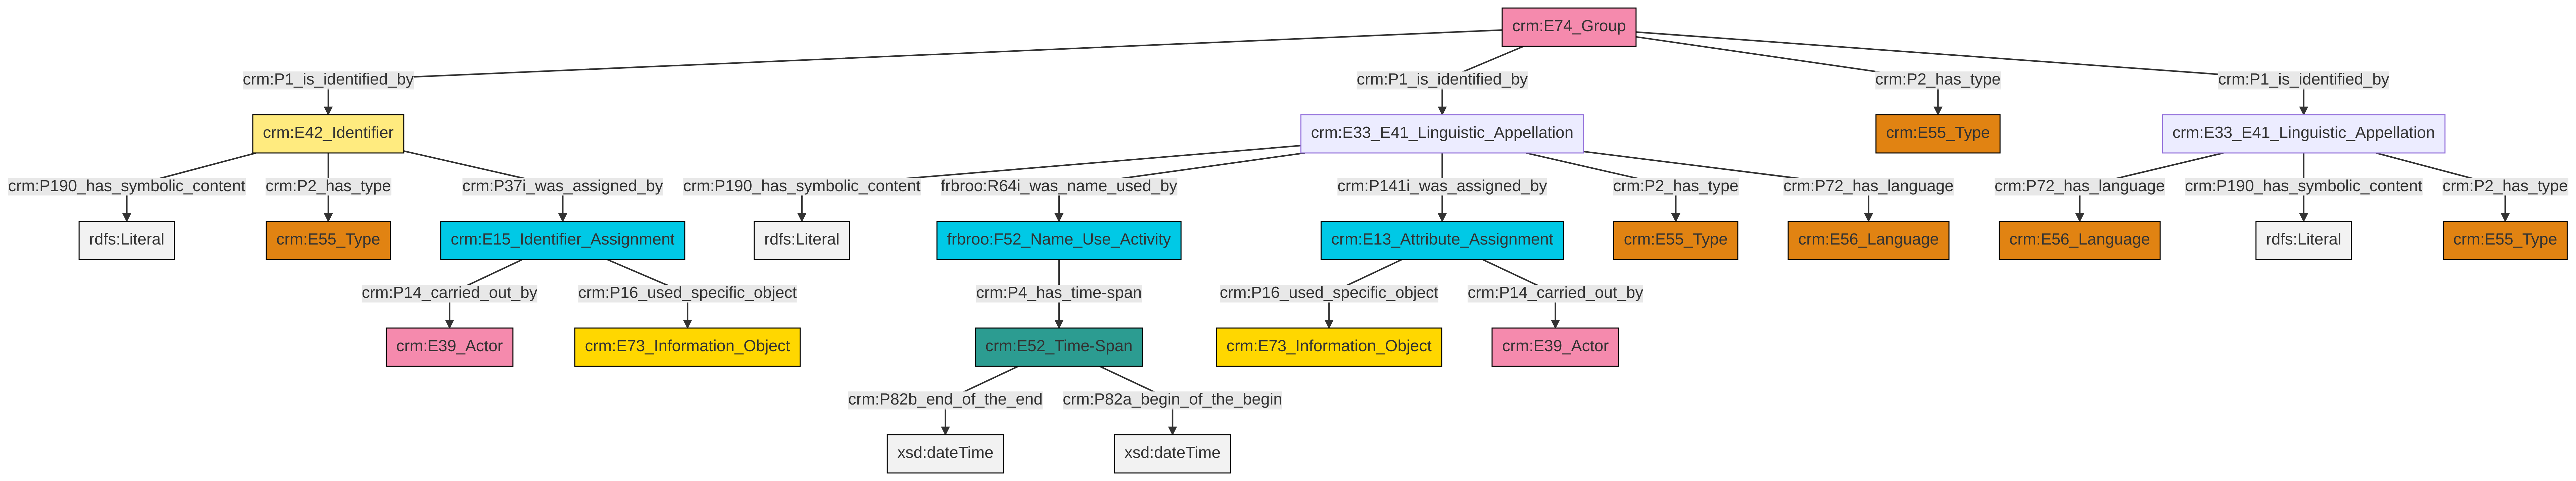 crm:E74_Group
crm:P1_is_identified_by
crm:P1_is_identified_by
crm:P2_has_type
crm:P1_is_identified_by
crm:E42_Identifier
crm:E33_E41_Linguistic_Appellation
crm:E55_Type
crm:E33_E41_Linguistic_Appellation
crm:P190_has_symbolic_content
crm:P2_has_type
crm:P37i_was_assigned_by
crm:P190_has_symbolic_content
frbroo:R64i_was_name_used_by
crm:P141i_was_assigned_by
crm:P2_has_type
crm:P72_has_language
crm:P72_has_language
crm:P190_has_symbolic_content
crm:P2_has_type
rdfs:Literal
crm:E55_Type
crm:E15_Identifier_Assignment
rdfs:Literal
frbroo:F52_Name_Use_Activity
crm:E13_Attribute_Assignment
crm:E55_Type
crm:E56_Language
crm:E56_Language
rdfs:Literal
crm:E55_Type
crm:P14_carried_out_by
crm:P16_used_specific_object
crm:P4_has_time-span
crm:P16_used_specific_object
crm:P14_carried_out_by
crm:E39_Actor
crm:E73_Information_Object
crm:E52_Time-Span
crm:E73_Information_Object
crm:E39_Actor
crm:P82b_end_of_the_end
crm:P82a_begin_of_the_begin
xsd:dateTime
xsd:dateTime